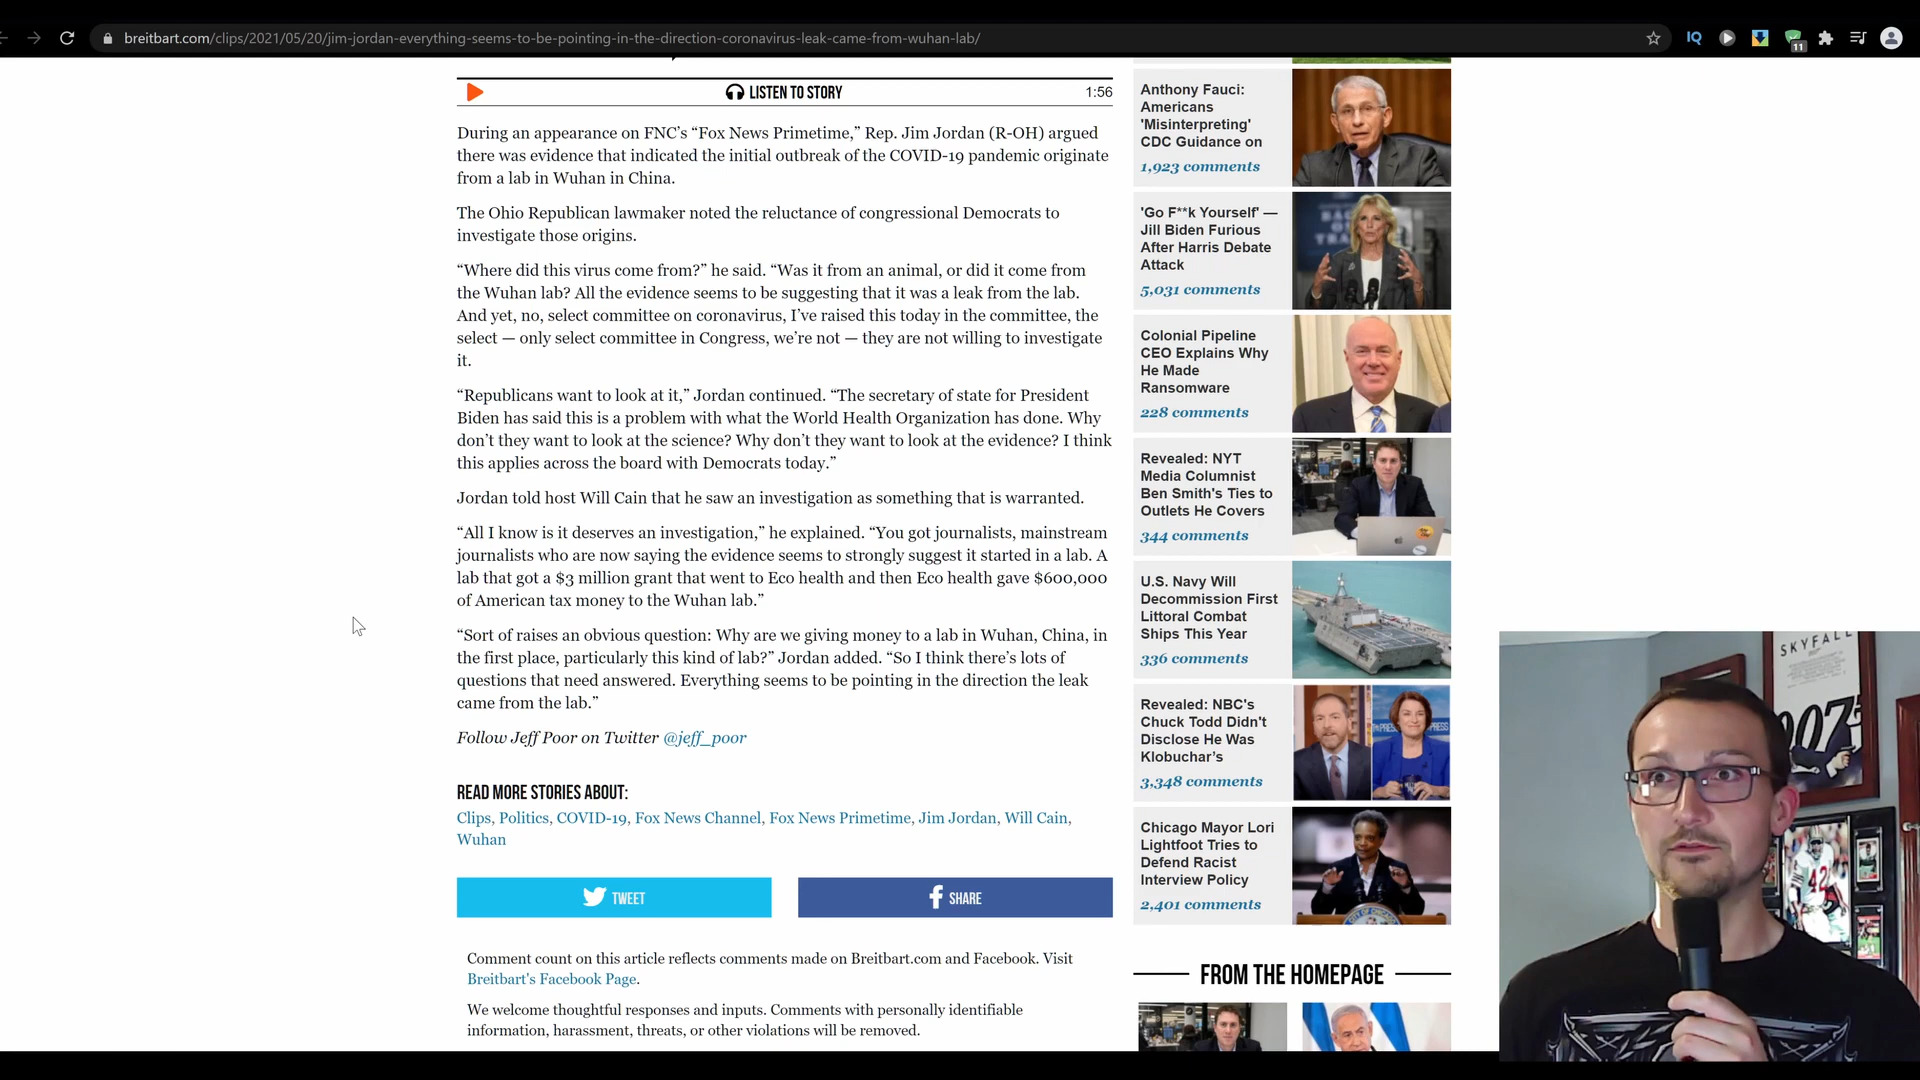 breitbart.com/clips/2021/05/20/jim-jordan-everything-seems-to-be-pointing-in-the-direction-coronavirus-leak-came-from-wuhan-lab/
IQ
11
LISTEN TO STORY
1:56
During an appearance on FNC’s “Fox News Primetime,” Rep. Jim Jordan (R-OH) argued
there was evidence that indicated the initial outbreak of the COVID-19 pandemic originate
from a lab in Wuhan in China.
The Ohio Republican lawmaker noted the reluctance of congressional Democrats to
investigate those origins.
“Where did this virus come from?” he said. “Was it from an animal, or did it come from
the Wuhan lab? All the evidence seems to be suggesting that it was a leak from the lab.
And yet, no, select committee on coronavirus, I’ve raised this today in the committee, the
select — only select committee in Congress, we’re not — they are not willing to investigate
it.
“Republicans want to look at it,” Jordan continued. “The secretary of state for President
Biden has said this is a problem with what the World Health Organization has done. Why
don’t they want to look at the science? Why don’t they want to look at the evidence? I think
this applies across the board with Democrats today.”
Jordan told host Will Cain that he saw an investigation as something that is warranted.
“All I know is it deserves an investigation,” he explained. “You got journalists, mainstream
journalists who are now saying the evidence seems to strongly suggest it started in a lab. A
lab that got a $3 million grant that went to Eco health and then Eco health gave $600,000
of American tax money to the Wuhan lab.”
“Sort of raises an obvious question: Why are we giving money to a lab in Wuhan, China, in
the first place, particularly this kind of lab?” Jordan added. “So I think there’s lots of
questions that need answered. Everything seems to be pointing in the direction the leak
came from the lab.”
Follow Jeff Poor on Twitter @jeff_poor
READ MORE STORIES ABOUT:
Clips, Politics, COVID-19, Fox News Channel, Fox News Primetime, Jim Jordan, Will Cain,
Wuhan
TWEET
SHARE
Comment count on this article reflects comments made on Breitbart.com and Facebook. Visit
Breitbart's Facebook Page.
We welcome thoughtful responses and inputs. Comments with personally identifiable
information, harassment, threats, or other violations will be removed.
Anthony Fauci:
Americans
'Misinterpreting'
CDC Guidance on
1,923 comments
'Go F**k Yourself' —
Jill Biden Furious
After Harris Debate
Attack
5,031 comments
Colonial Pipeline
CEO Explains Why
He Made
Ransomware
228 comments
Revealed: NYT
Media Columnist
Ben Smith's Ties to
Outlets He Covers
344 comments
U.S. Navy Will
Decommission First
Littoral Combat
Ships This Year
336 comments
Revealed: NBC's
Chuck Todd Didn't
Disclose He Was
Klobuchar’s
3,348 comments
Chicago Mayor Lori
Lightfoot Tries to
Defend Racist
Interview Policy
2,401 comments
FROM THE HOMEPAGE
SKYFALL
007
42